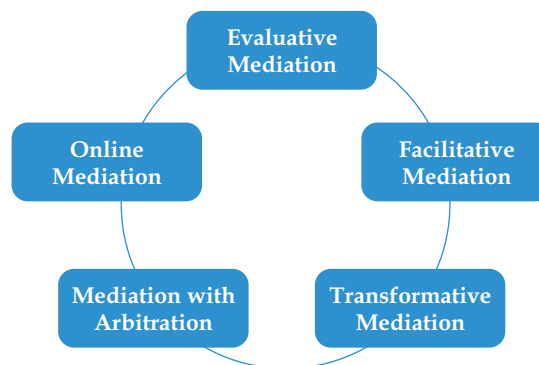 Evaluative
Mediation
Online
Mediation
Facilitative
Mediation
Mediation with
Arbitration
Transformative
Mediation